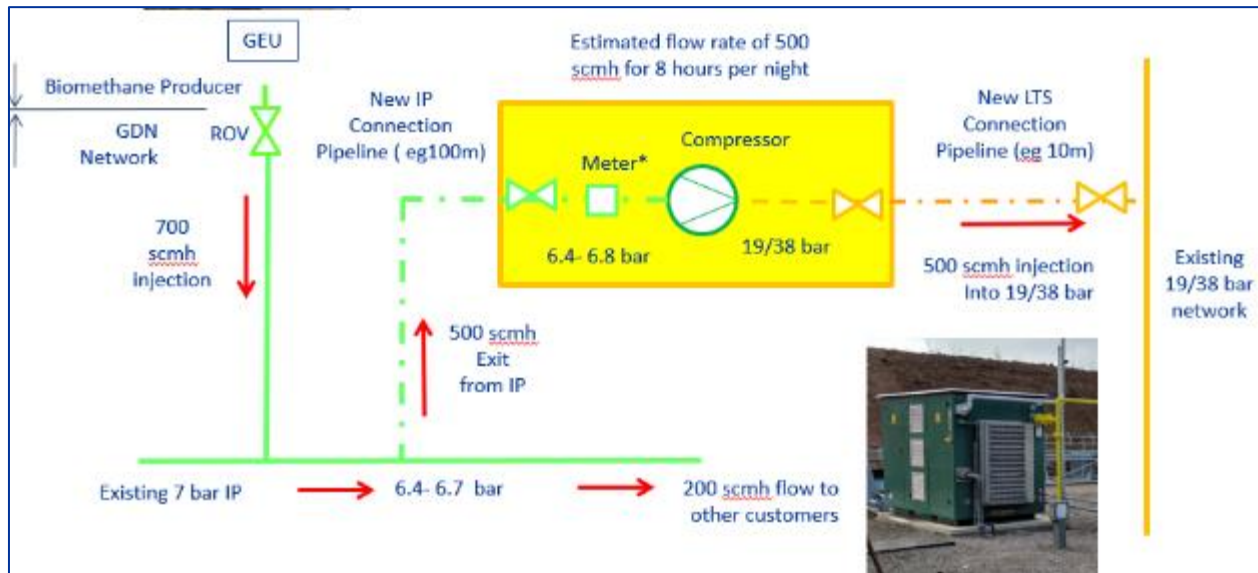 GEU
Biomethane Producer
GDN
Network
ROV
700
scmh
injection
New IP
Connection
Pipeline ( eg100m)
Estimated flow rate of 500
scmh for 8 hours per night
Meter*
Compressor
6.4- 6.8 bar
19/38 bar
New LTS
Connection
Pipeline (eg 10m)
500 scmh injection
Into 19/38 bar
Existing
19/38 bar
network
500 scmh
Exit
from IP
Existing 7 bar IP
6.4- 6.7 bar
200 scmh flow to
other customers